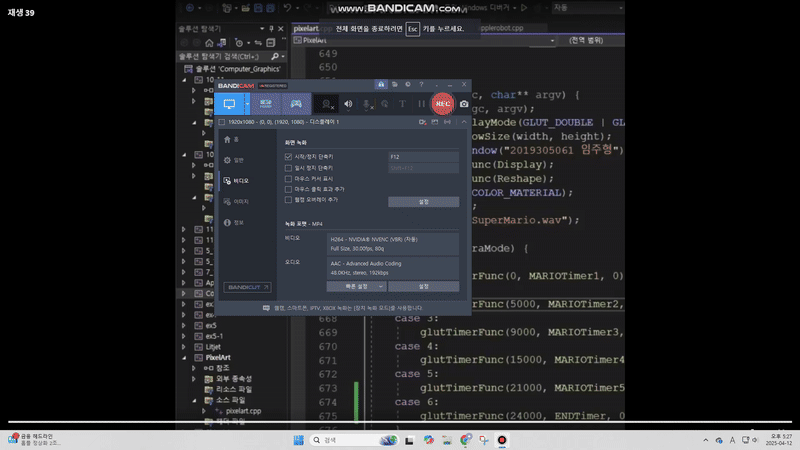 재생 39
www.BANDICAM.com
전체 화면을 종료하려면 Esc 키를 누르세요.
Windows 디버거
자동
솔루션 탐색기
pixelart.cpp
applerobot.cpp
PixelArt
(전역 범위)
솔루션 탐색기 검색(Ctrl+;)
솔루션 'Computer_Graphics'
649
650
BANDICAM UNREGISTERED
REC
1920x1080 - (0, 0), (1920, 1080) - 디스플레이 1
홈
일반
비디오
이미지
정보
BANDICUT
화면 녹화
시작/정지 단축키
F12
일시 정지 단축키
마우스 커서 표시
마우스 클릭 효과 추가
웹캠 오버레이 추가
설정
녹화 포맷 - MP4
비디오
H264 - NVIDIA® NVENC (VBR) (자동)
Full Size, 30.00fps, 80q
오디오
AAC - Advanced Audio Coding
48.0KHz, stereo, 192kbps
빠른 설정
설정
웹캠, 스마트폰, IPTV, XBOX 녹화는 [장치 녹화 모드]를 사용합니다.
, char** argv) {
gc, argv);
layMode(GLUT_DOUBLE | GL
owSize(width, height);
ndow("2019305061 임주형")
unc(Display);
unc(Reshape);
COLOR_MATERIAL);
SuperMario.wav");
raMode) {
erFunc(0, MARIOTimer1, 0)
erFunc(5000, MARIOTimer2,
668 case 3:
669 glutTimerFunc(9000, MARIOTimer3,
670 case 4:
671 glutTimerFunc(15000, MARIOTimer4
672 case 5:
673 glutTimerFunc(21000, MARIOTimer5
674 case 6:
675 glutTimerFunc(24000, ENDTimer, 0
ex5
ex5-1
Litjet
PixelArt
참조
외부 종속성
리소스 파일
소스 파일
pixelart.cpp
헤더 파일
금융 헤드라인
홈플 정상화 2조...
검색
A
오후 5:27
2025-04-12